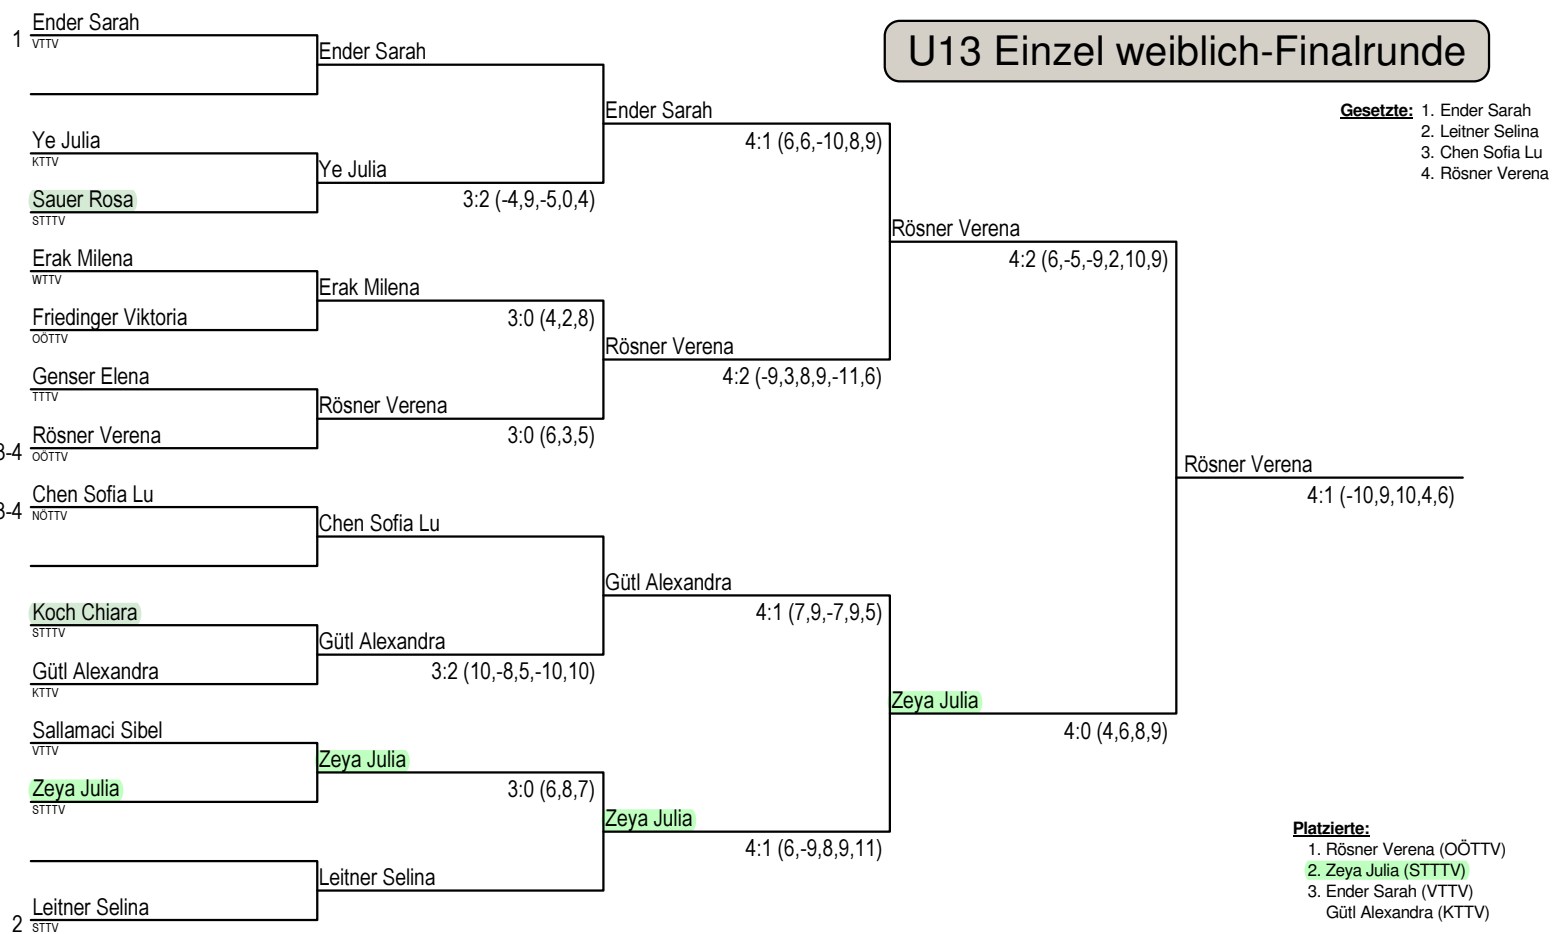 U13 Einzel weiblich-Finalrunde
Gesetzte: 1. Ender Sarah
2. Leitner Selina
3. Chen Sofia Lu
4. Rösner Verena
1 Ender Sarah
VTTV
Ye Julia
KTTV
Sauer Rosa
STTTV
Erak Milena
WTTV
Friedinger Viktoria
OÖTTV
Genser Elena
TTTV
3-4 Rösner Verena
OÖTTV
3-4 Chen Sofia Lu
NÖTTV
Koch Chiara
STTTV
Gütl Alexandra
KTTV
Sallamaci Sibel
VTTV
Zeya Julia
STTTV
2 Leitner Selina
STTV
Ender Sarah
Ye Julia
3:2 (-4,9,-5,0,4)
Erak Milena
3:0 (4,2,8)
Rösner Verena
3:0 (6,3,5)
Chen Sofia Lu
Gütl Alexandra
3:2 (10,-8,5,-10,10)
Zeya Julia
3:0 (6,8,7)
Leitner Selina
Ender Sarah
4:1 (6,6,-10,8,9)
Rösner Verena
4:2 (-9,3,8,9,-11,6)
Gütl Alexandra
4:1 (7,9,-7,9,5)
Zeya Julia
4:1 (6,-9,8,9,11)
Rösner Verena
4:2 (6,-5,-9,2,10,9)
Zeya Julia
4:0 (4,6,8,9)
Rösner Verena
4:1 (-10,9,10,4,6)
Platzierte:
1. Rösner Verena (OÖTTV)
2. Zeya Julia (STTTV)
3. Ender Sarah (VTTV)
Gütl Alexandra (KTTV)